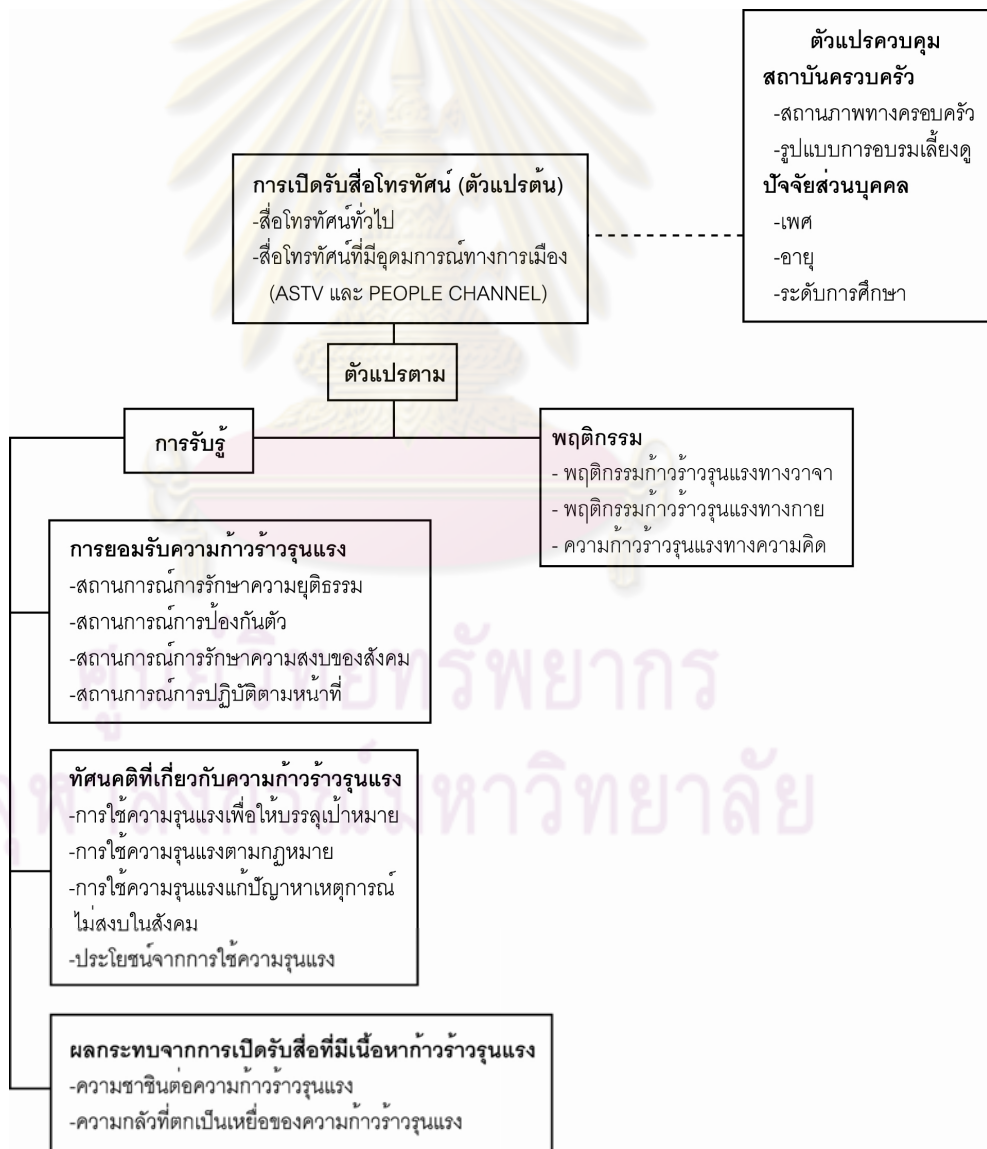 ตัวแปรควบคุม
สถาบันครวบครัว
-สถานภาพทางครอบครัว
-รูปแบบการอบรมเลี้ยงดู
ปัจจัยส่วนบุคคล
-เพศ
-อายุ
-ระดับการศึกษา
การเปิดรับสื่อโทรทัศน์ (ตัวแปรต้น)
-สื่อโทรทัศน์ทั่วไป
-สื่อโทรทัศน์ที่มีอุดมการณ์ทางการเมือง
(ASTV และ PEOPLE CHANNEL)
ตัวแปรตาม
การรับรู้
พฤติกรรม
- พฤติกรรมก้าวร้าวรุนแรงทางวาจา
- พฤติกรรมก้าวร้าวรุนแรงทางกาย
- ความก้าวร้าวรุนแรงทางความคิด
การยอมรับความก้าวร้าวรุนแรง
-สถานการณ์การรักษาความยุติธรรม
-สถานการณ์การป้องกันตัว
-สถานการณ์การรักษาความสงบของสังคม
-สถานการณ์การปฏิบัติตามหน้าที่
ศูนย์วิทยทรัพยากร
ทัศนคติที่เกี่ยวกับความก้าวร้าวรุนแรง
-การใช้ความรุนแรงเพื่อให้บรรลุเป้าหมาย
-การใช้ความรุนแรงตามกฎหมาย
-การใช้ความรุนแรงแก้ปัญหาเหตุการณ์
ไม่สงบในสังคม
-ประโยชน์จากการใช้ความรุนแรง
จุฬาลงกรณ์มหาวิทยาลัย
ผลกระทบจากการเปิดรับสื่อที่มีเนื้อหาก้าวร้าวรุนแรง
-ความชาชินต่อความก้าวร้าวรุนแรง
-ความกลัวที่ตกเป็นเหยื่อของความก้าวร้าวรุนแรง